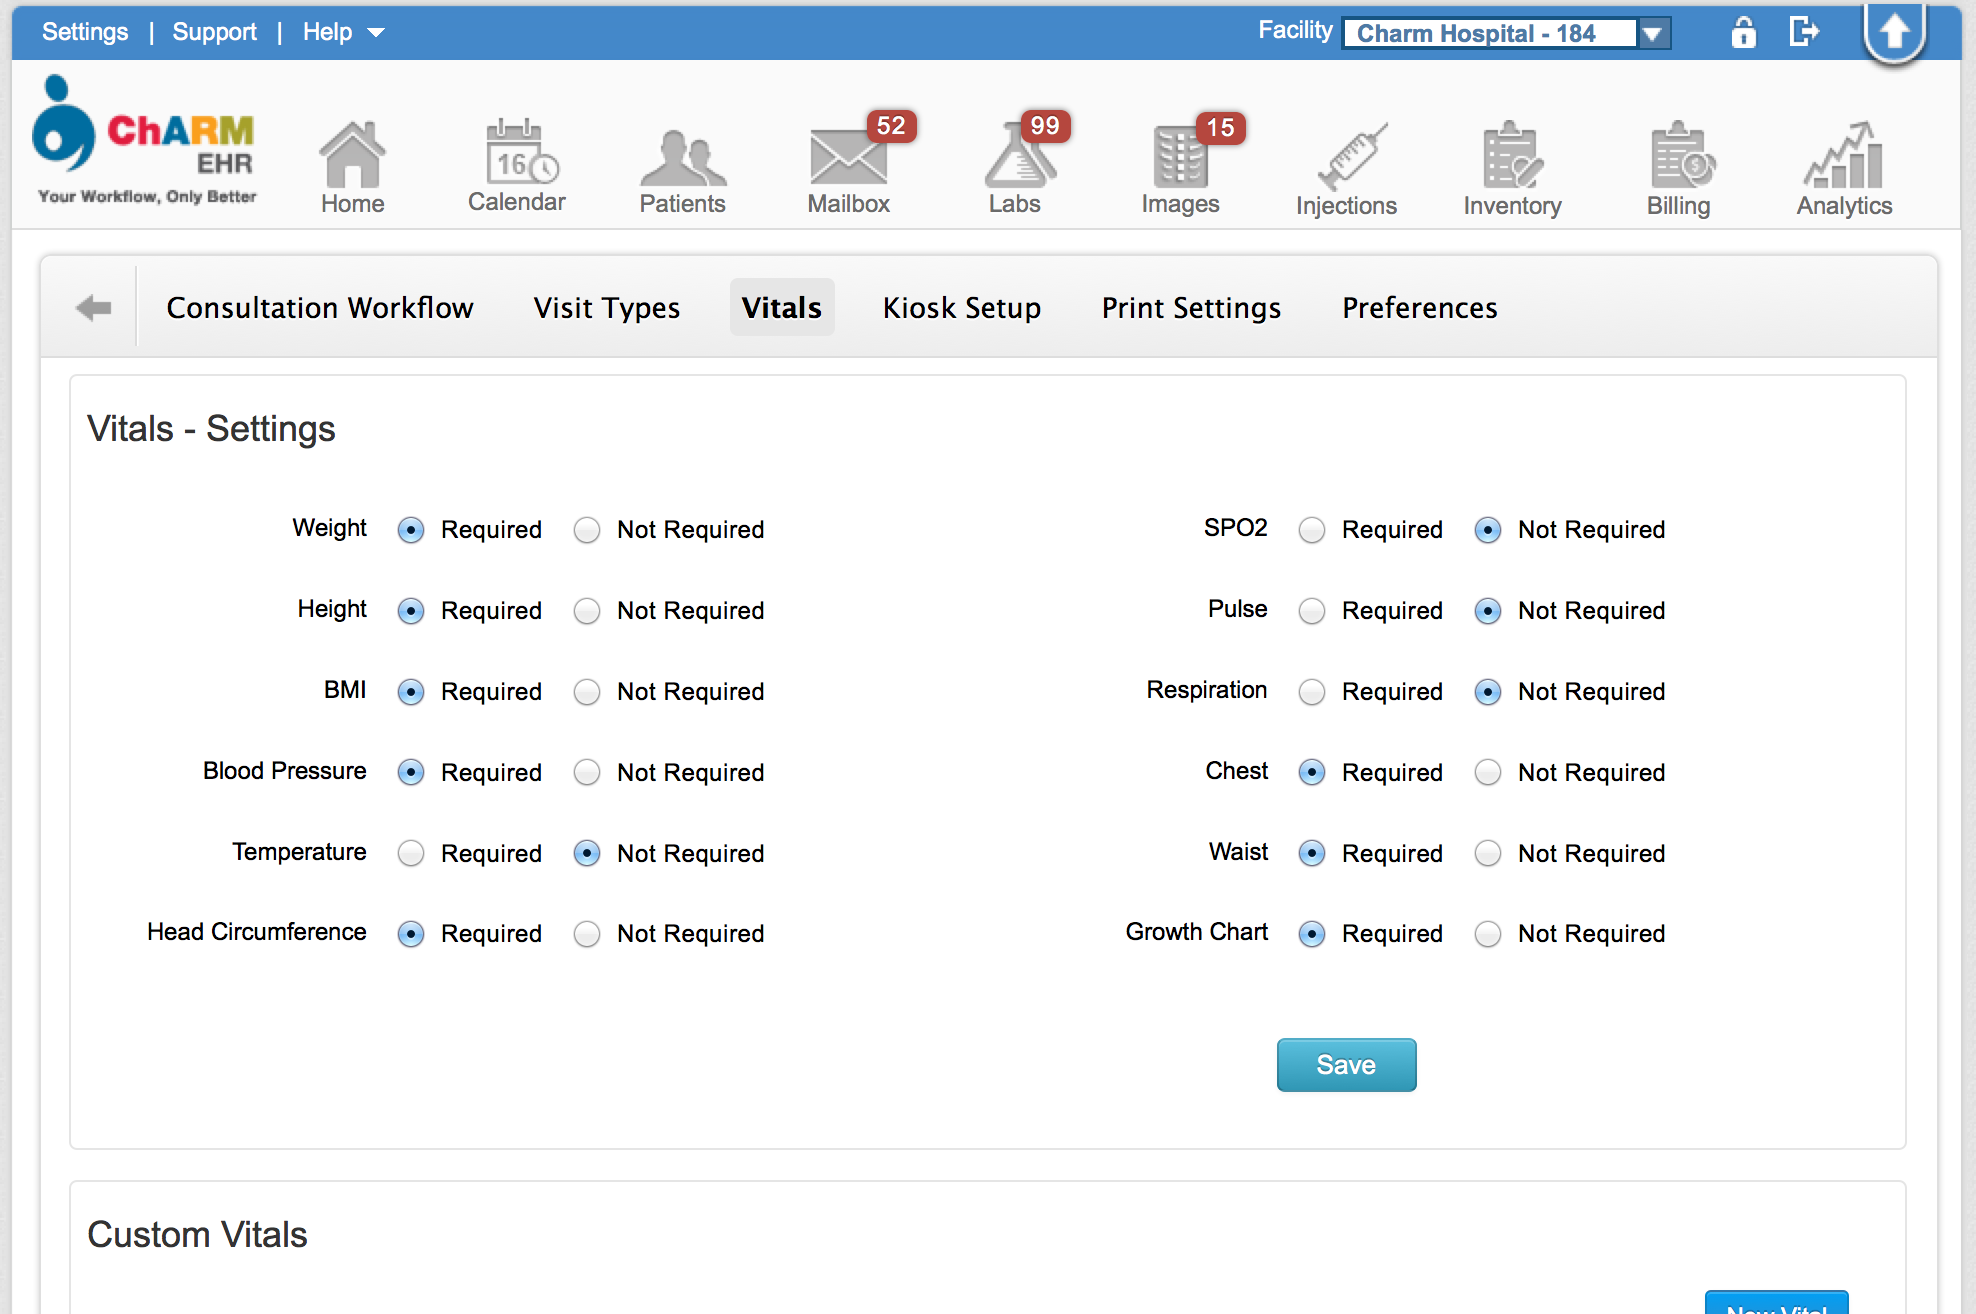 Settings | Support | Help
Facility Charm Hospital - 184
ChARM
EHR
Your Workflow, Only Better
Home
16
Calendar
Patients
52
Mailbox
99
Labs
15
Images
Injections
Inventory
$
Billing
Analytics
Consultation Workflow Visit Types Vitals Kiosk Setup Print Settings Preferences
Vitals - Settings
Weight Required Not Required
SPO2 Required Not Required
Height Required Not Required
Pulse Required Not Required
BMI Required Not Required
Respiration Required Not Required
Blood Pressure Required Not Required
Chest Required Not Required
Temperature Required Not Required
Waist Required Not Required
Head Circumference Required Not Required
Growth Chart Required Not Required
Save
Custom Vitals
New Vital